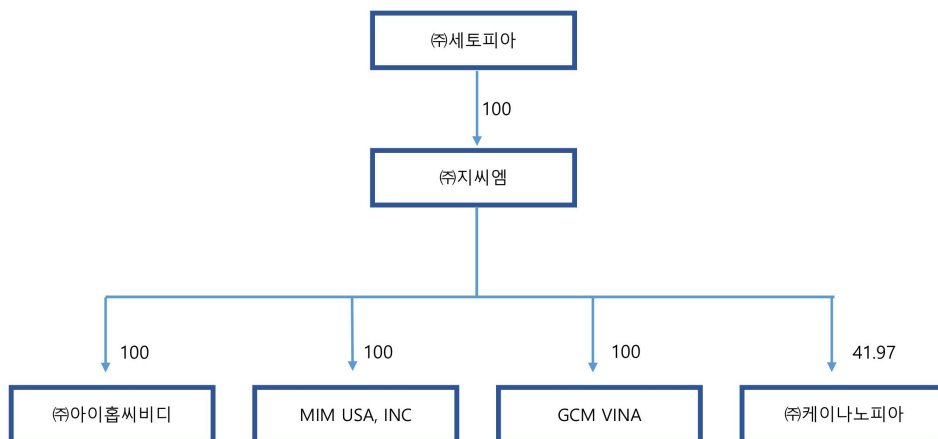 ㈜세토피아
100
㈜지씨엠
100
100
100
41.97
㈜아이홉씨비디
MIM USA, INC
GCM VINA
㈜케이나노피아